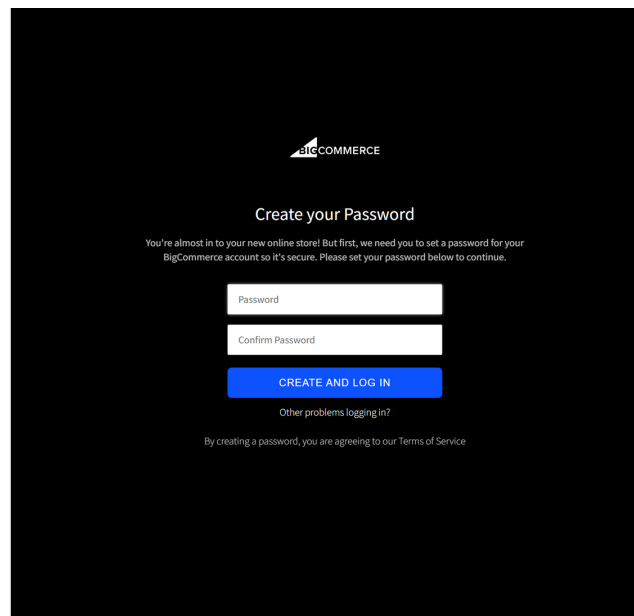 BIGCOMMERCE
Create your Password
You're almost in to your new online store! But first, we need you to set a password for your
BigCommerce account so it's secure. Please set your password below to continue.
Password
Confirm Password
CREATE AND LOG IN
Other problems logging in?
By creating a password, you are agreeing to our Terms of Service